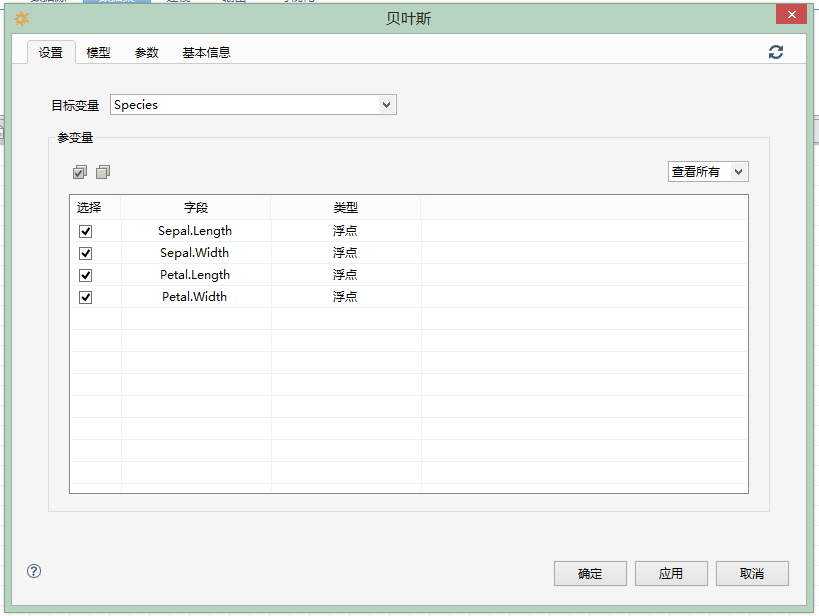 贝叶斯
设置 模型 参数 基本信息
目标变量 Species
参变量
查看所有
选择 字段 类型
Sepal.Length 浮点
Sepal.Width 浮点
Petal.Length 浮点
Petal.Width 浮点
确定 应用 取消